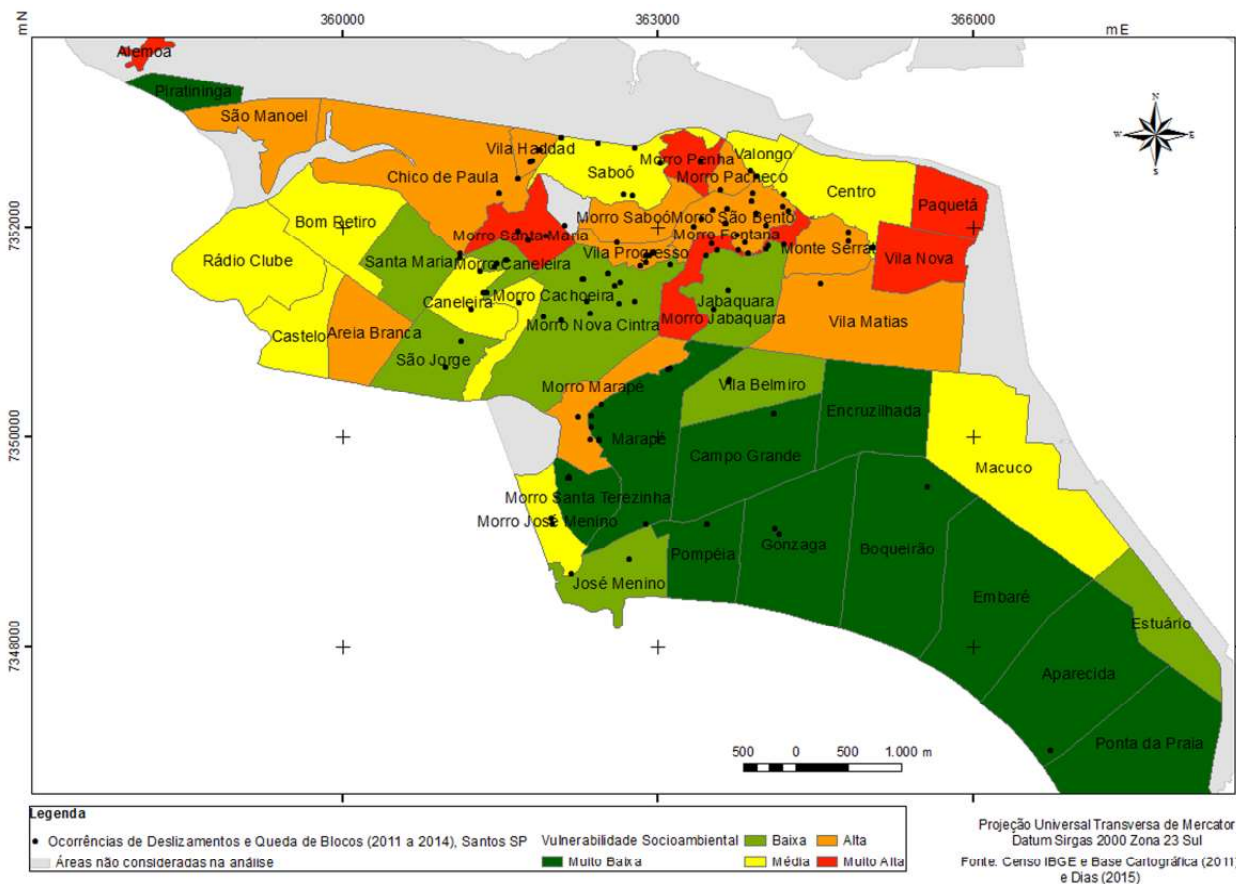 360000
363000
366000
m N
m E
Alemoa
N
Piratininga
São Manoel
W
E
S
Vila Haddad
Morro Penha
Valongo
Saboó
Morro Pacheco
Chico de Paula
Centro
Paquetá
Bom Retiro
Morro Saboó
Morro São Bento
7352000
Morro Santa Maria
Morro Fontana
Vila Progresso
Monte Serrat
Vila Nova
Rádio Clube
Santa Maria
Morro Caneleira
Caneleira
Morro Cachoeira
Jabaquara
Castelo
Areia Branca
Morro Nova Cintra
Morro Jabaquara
Vila Matias
São Jorge
Morro Marapé
Vila Belmiro
Encruzilhada
7350000
Marapé
Campo Grande
Macuco
Morro Santa Terezinha
Morro José Menino
Pompéia
Gonzaga
Boqueirão
José Menino
Embaré
7348000
Estuário
Aparecida
Ponta da Praia
500
0
500
1.000 m
Legenda
Ocorrências de Deslizamentos e Queda de Blocos (2011 a 2014), Santos SP
Áreas não consideradas na análise
Vulnerabilidade Socioambiental
Muito Baixa
Baixa
Média
Alta
Muito Alta
Projeção Universal Transversa de Mercator
Datum Sirgas 2000 Zona 23 Sul
Fonte: Censo IBGE e Base Cartográfica (2011)
e Dias (2015)